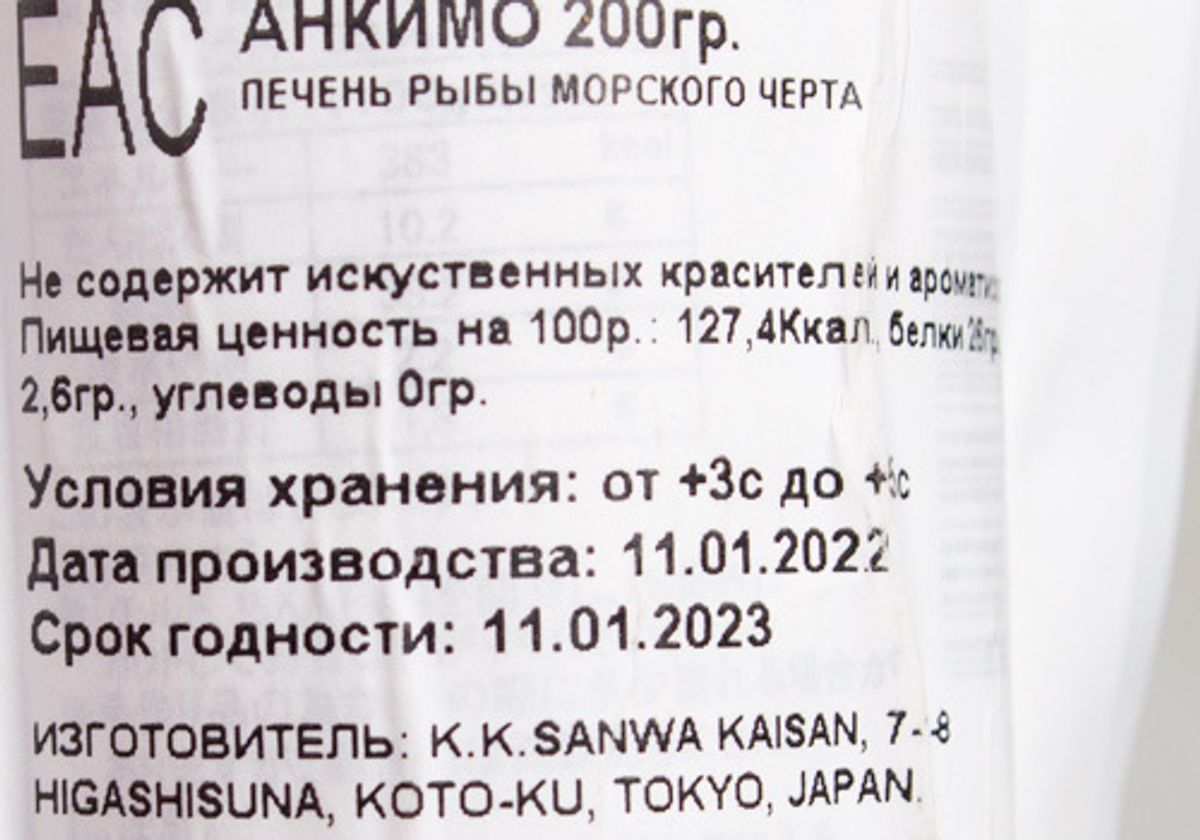 EAC
АНКИМО 200гр.
ПЕЧЕНЬ РЫБЫ МОРСКОГО ЧЕРТА
Не содержит искуственных красителей и
Пищевая ценность на 100р.: 127,4Ккал, белки
2,6гр., углеводы 0гр.
Условия хранения: от +3с до +5с
Дата производства: 11.01.2022
Срок годности: 11.01.2023
ИЗГОТОВИТЕЛЬ: K.K.SANWA KAISAN,
HIGASHISUNA, KOTO-KU, TOKYO, JAPAN.